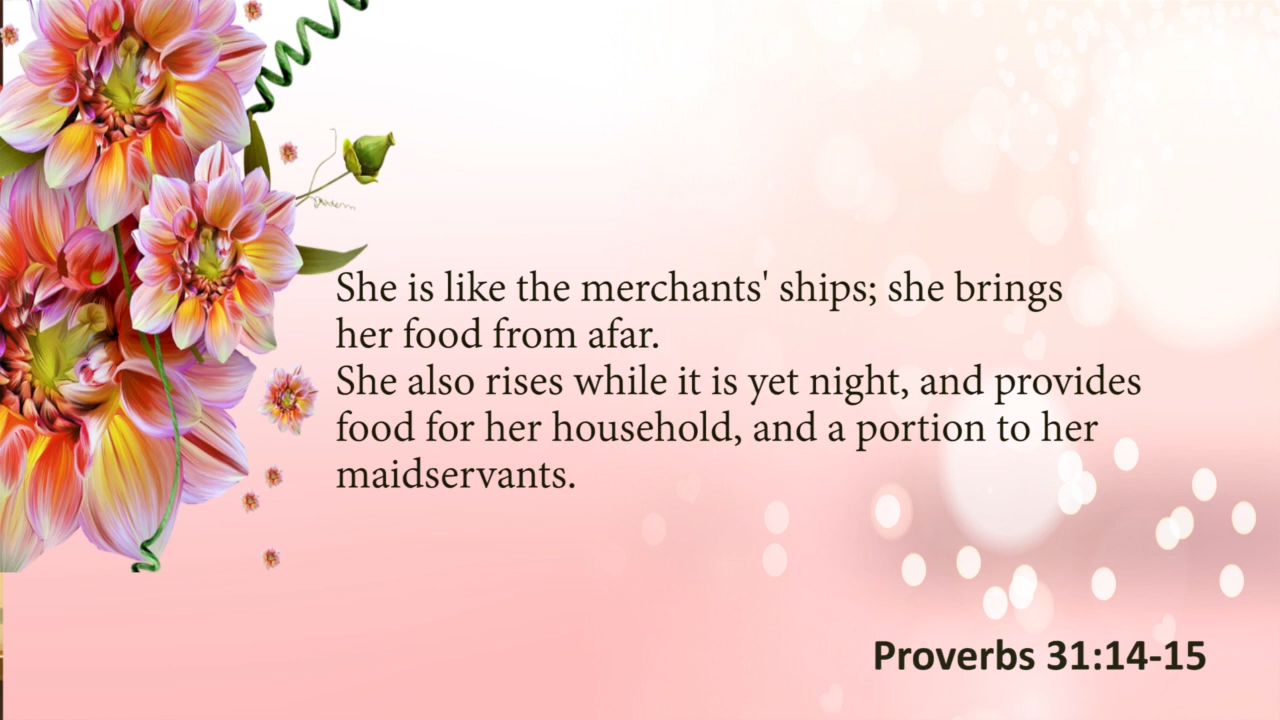 She is like the merchants' ships; she brings
her food from afar.
She also rises while it is yet night, and provides
food for her household, and a portion to her
maidservants.
Proverbs 31:14-15